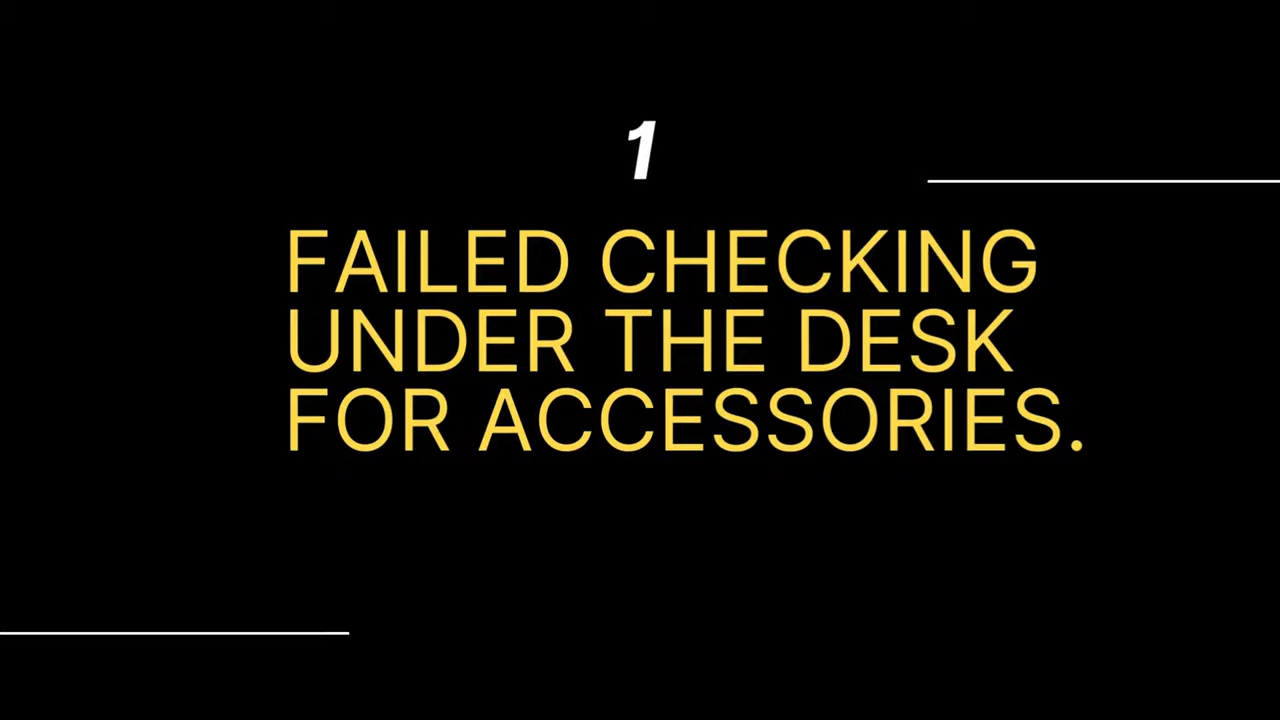 1
FAILED CHECKING
UNDER THE DESK
FOR ACCESSORIES.